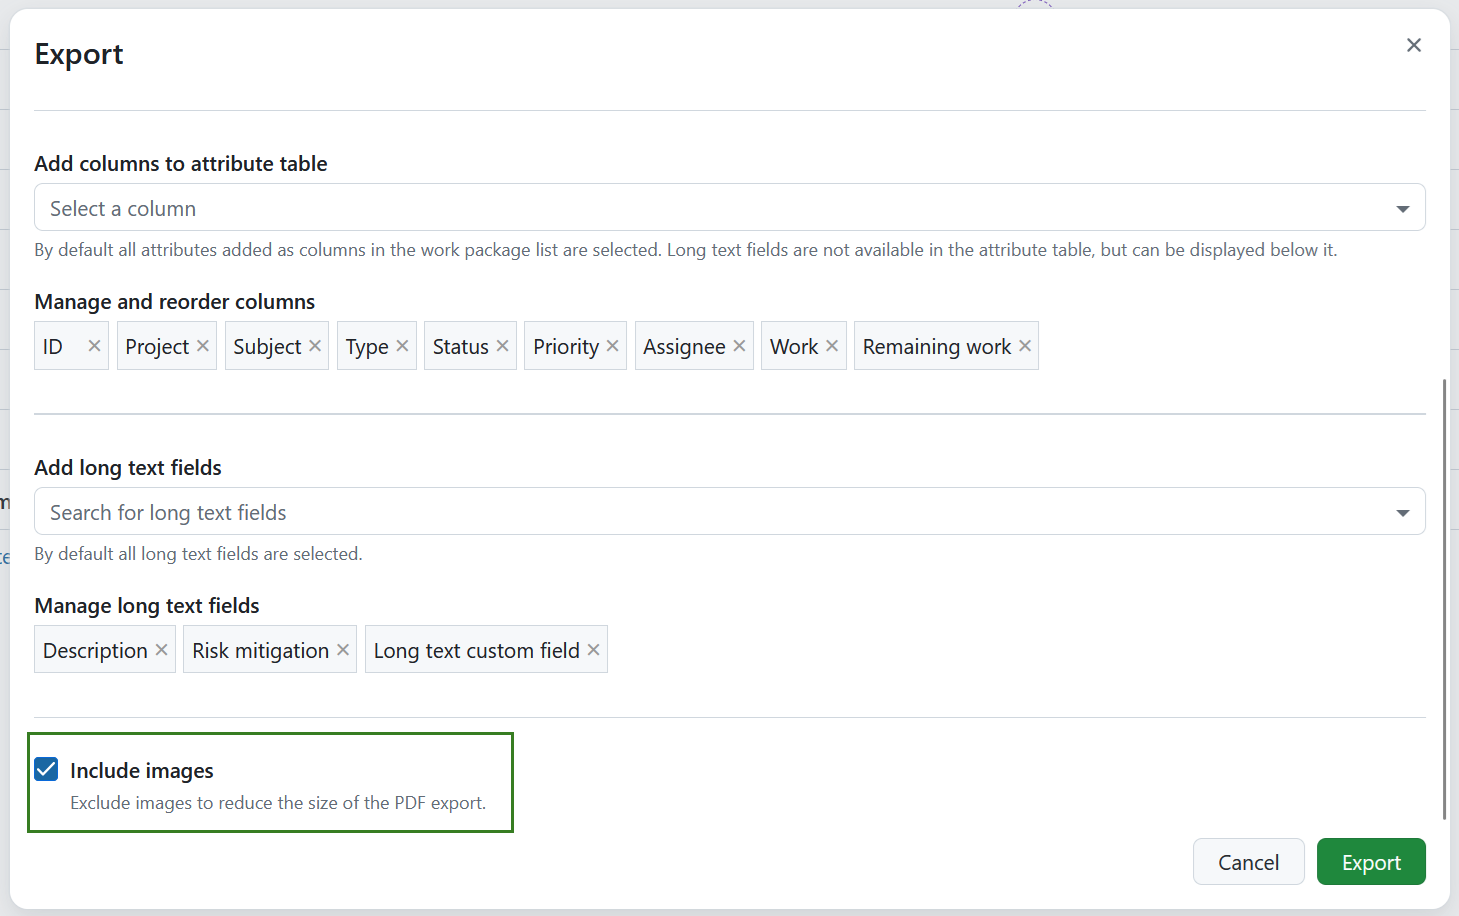 Export
Add columns to attribute table
Select a column
By default all attributes added as columns in the work package list are selected. Long text fields are not available in the attribute table, but can be displayed below it.
Manage and reorder columns
ID Project Subject Type Status Priority Assignee Work Remaining work
Add long text fields
Search for long text fields
By default all long text fields are selected.
Manage long text fields
Description Risk mitigation Long text custom field
Include images
Exclude images to reduce the size of the PDF export.
Cancel Export